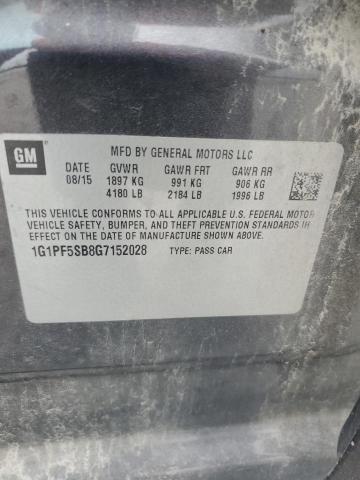 GM
MFD BY GENERAL MOTORS LLC
DATE GVWR GAWR FRT GAWR RR
08/15 1897 KG 991 KG 906 KG
4180 LB 2184 LB 1996 LB
THIS VEHICLE CONFORMS TO ALL APPLICABLE U.S. FEDERAL MOTOR
VEHICLE SAFETY, BUMPER, AND THEFT PREVENTION STANDARDS
IN EFFECT ON THE DATE OF MANUFACTURE SHOWN ABOVE.
1G1PF5SB8G7152028 TYPE: PASS CAR